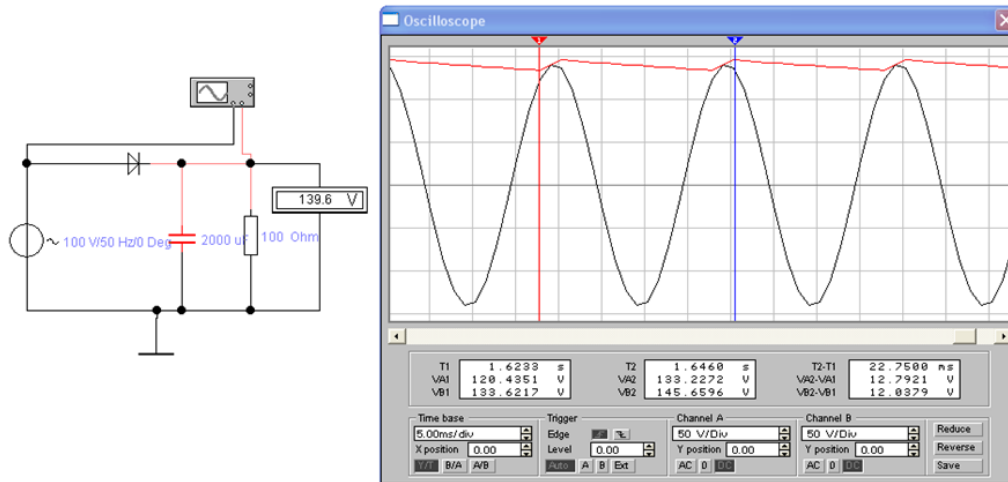 Oscilloscope
139.6 V
100 V/50 Hz/0 Deg
2000 uF
100 Ohm
1
2
T1 1.6233 s
VA1 120.4351 V
VB1 133.6217 V
T2 1.6460 s
VA2 133.2272 V
VB2 145.6596 V
T2-T1 22.7500 ms
VA2-VA1 12.7921 V
VB2-VB1 12.0379 V
Time base
5.00ms/div
X position 0.00
Y/T B/A A/B
Trigger
Edge
Level 0.00
Auto A B Ext
Channel A
50 V/Div
Y position 0.00
AC 0 DC
Channel B
50 V/Div
Y position 0.00
AC 0 DC
Reduce
Reverse
Save